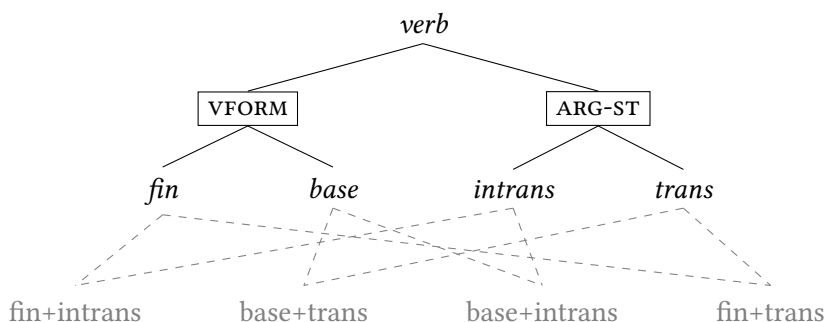 verb
VFORM ARG-ST
fin base intrans trans
fin+intrans base+trans base+intrans fin+trans